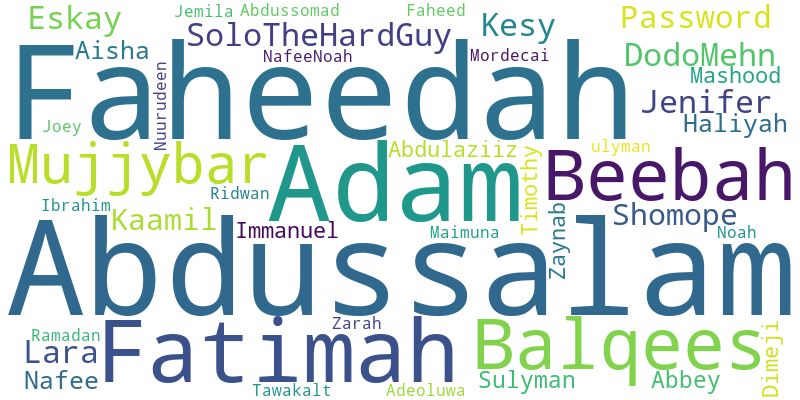 Eskay
Jemila
Abdussomad
Faheed
Kesy
Password
Aisha
SoloTheHardGuy
DodoMehn
NafeeNoah
Mordecai
Mashood
Faheedah
Nuurudeen
Jenifer
Joey
Haliyah
Mujjybar
Adam
Abdulaziiz
Timothy
ulyman
Beebah
Ridwan
Ibrahim
Kaamil
Immanuel
Maimuna
Zaynab
Shomope
Noah
Abdussalam
Ramadan
Zarah
Lara
Fatimah
Balqees
Dimeji
Nafee
Tawakalt
Adeoluwa
Sulyman
Abbey